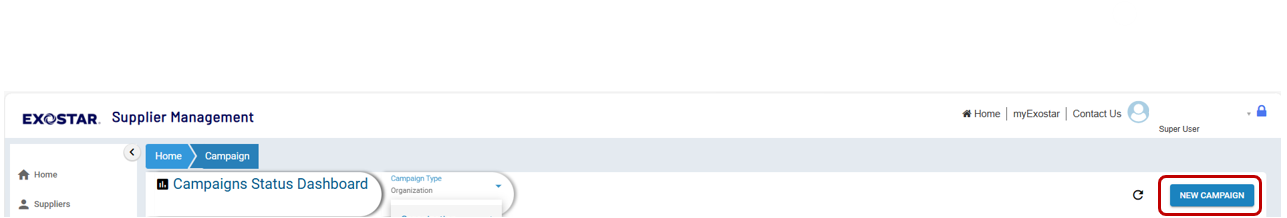 EXOSTAR. Supplier Management
Home | myExostar | Contact Us
Super User
Home
Campaign
Home
Campaigns Status Dashboard
Campaign Type
Organization
NEW CAMPAIGN
Suppliers